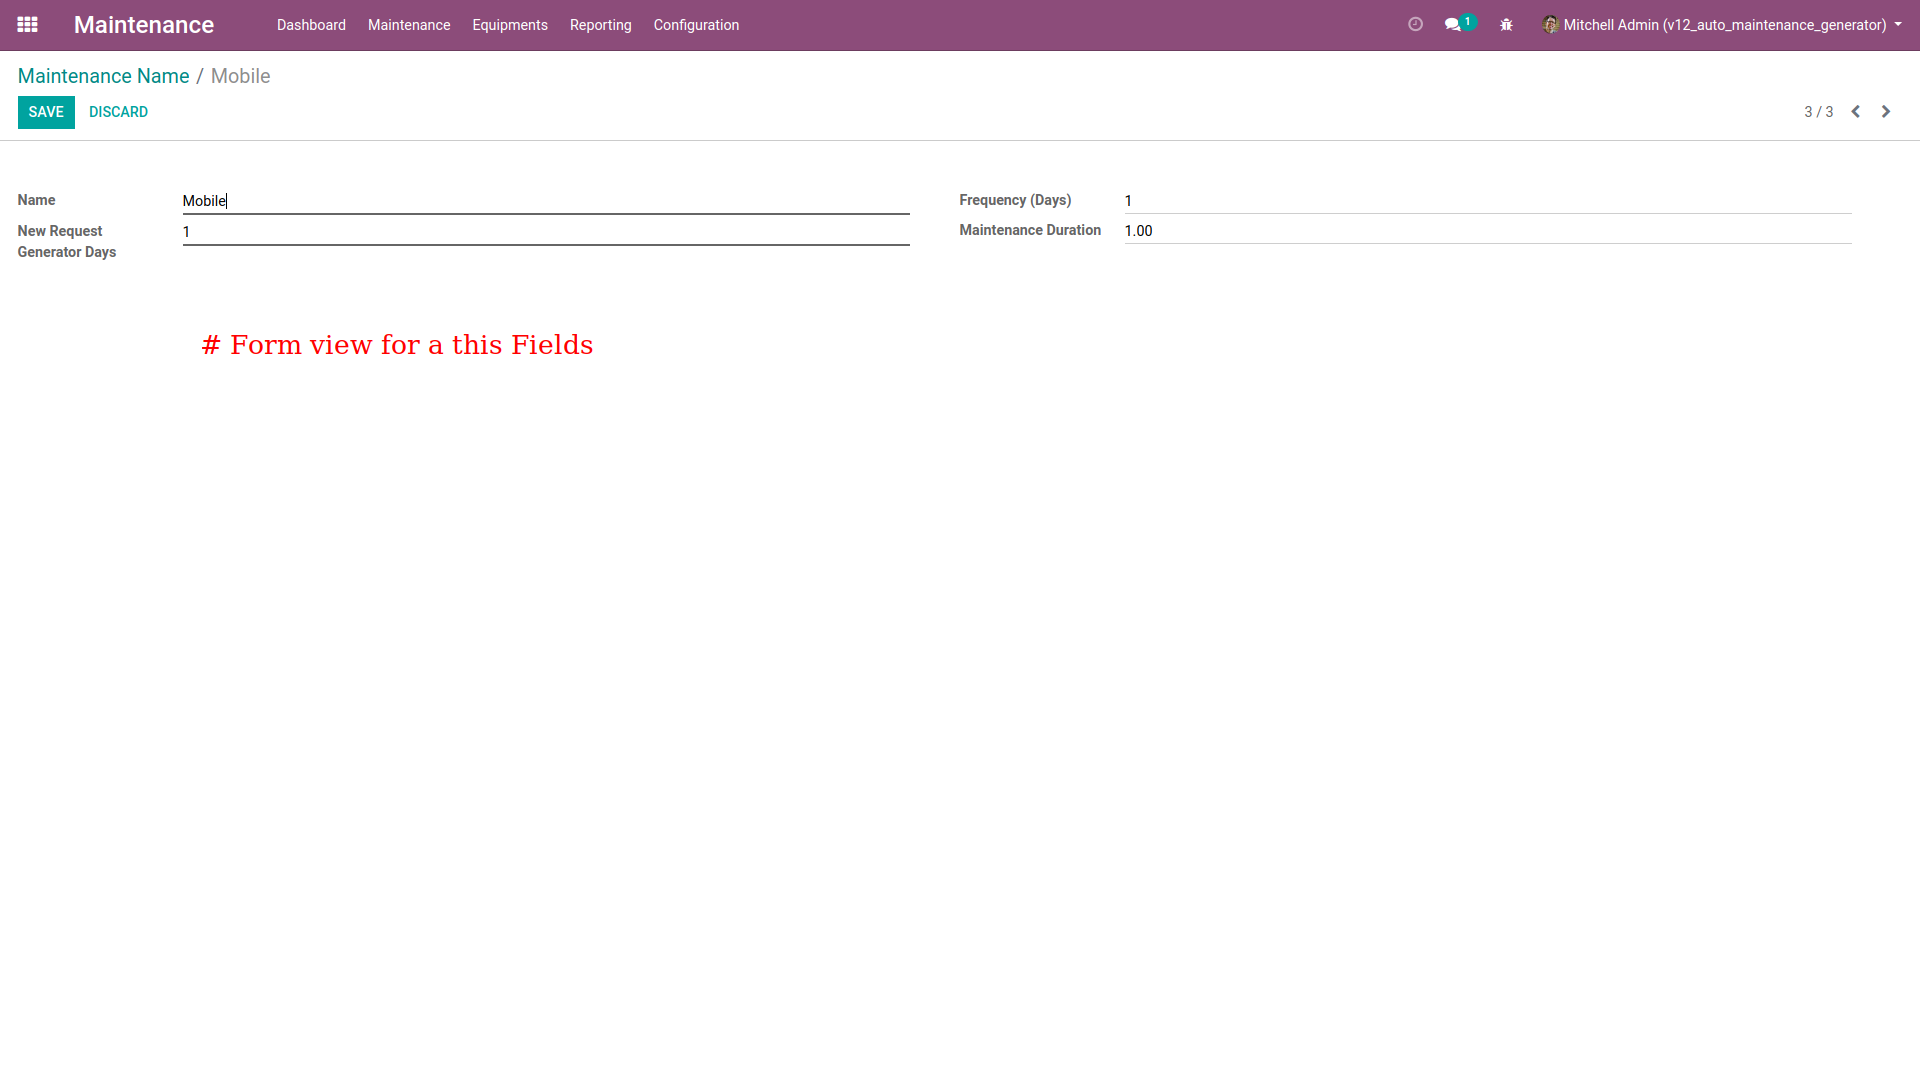 Maintenance Dashboard Maintenance Equipments Reporting Configuration 1 Mitchell Admin (v12_auto_maintenance_generator)
Maintenance Name / Mobile
SAVE DISCARD 3 / 3
Name Mobile Frequency (Days) 1
New Request 1 Maintenance Duration 1.00
Generator Days
# Form view for a this Fields